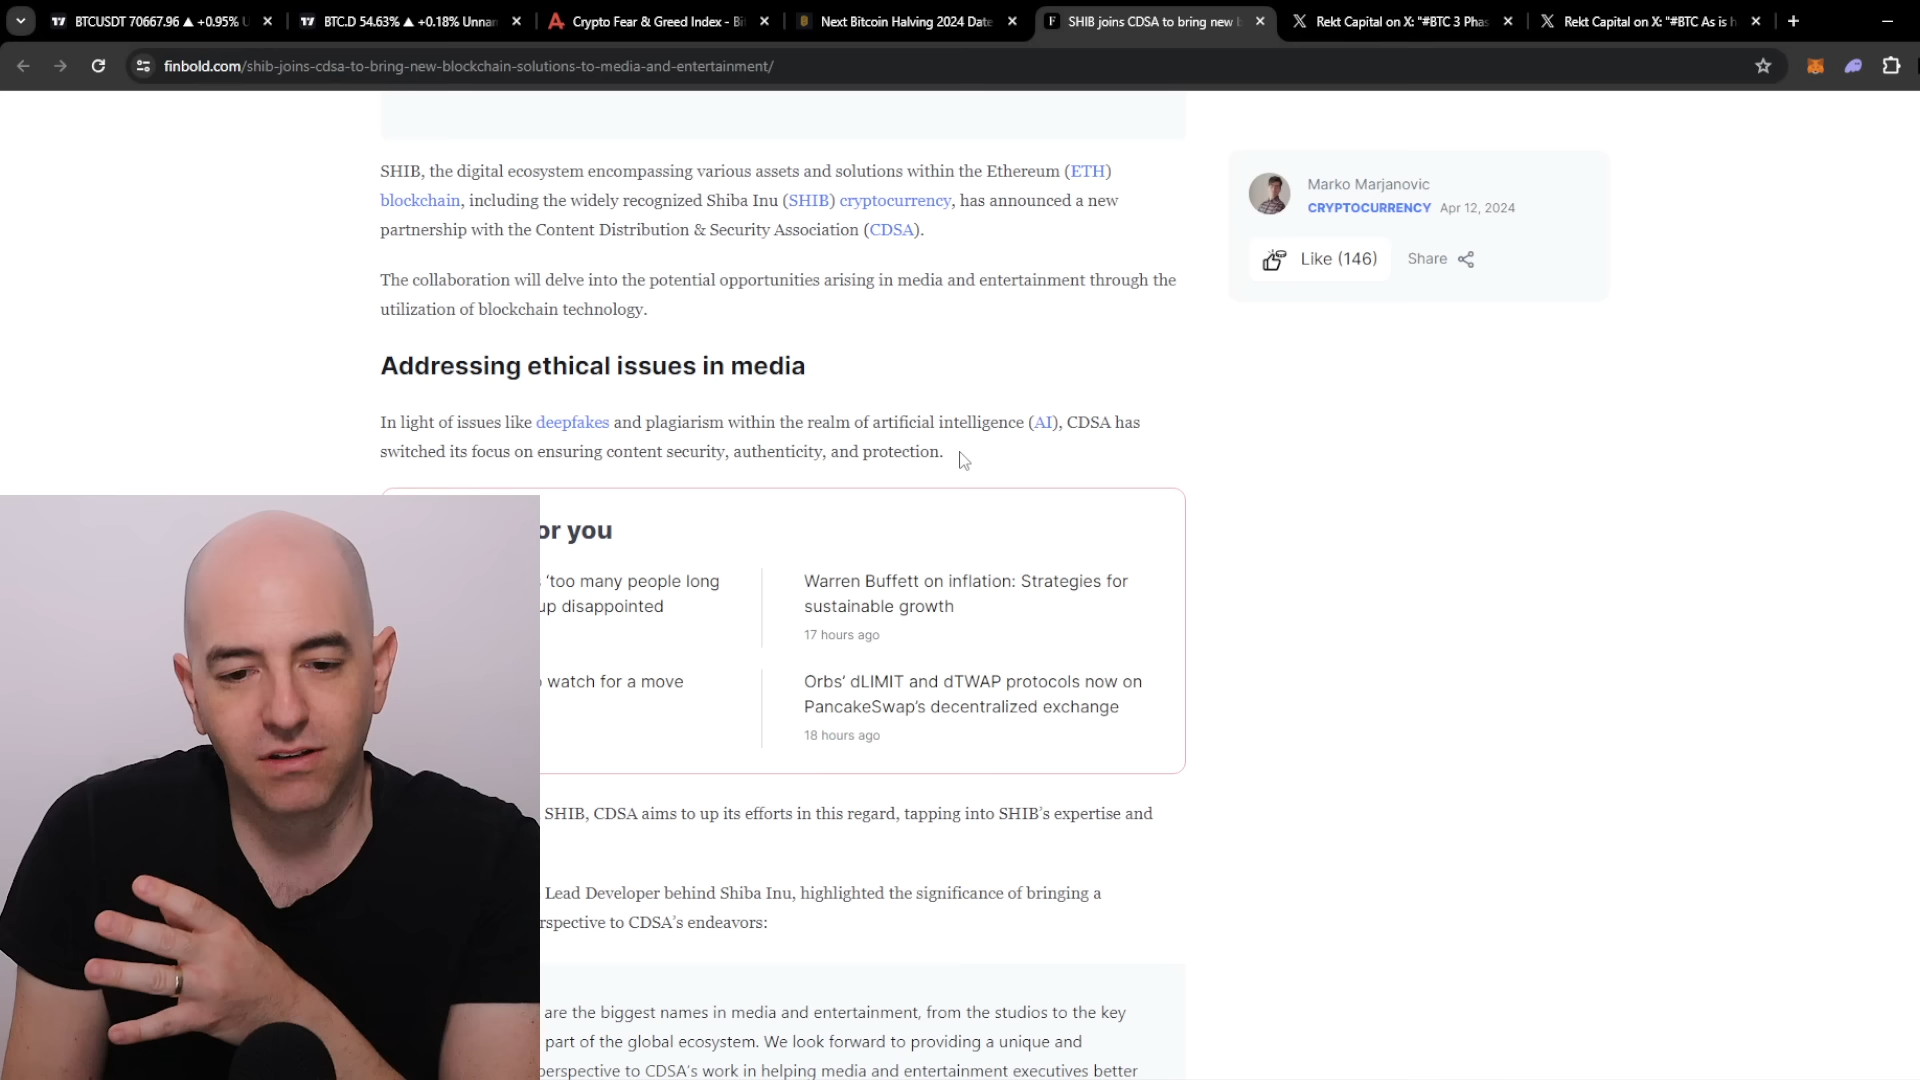 BTCUSDT 70667.96 ▲ +0.95%
BTC.D 54.63% ▲ +0.18% Unnan
Crypto Fear & Greed Index - Bi
Next Bitcoin Halving 2024 Date
SHIB joins CDSA to bring new b
Rekt Capital on X: "#BTC 3 Phas
Rekt Capital on X: "#BTC As is h
finbold.com/shib-joins-cdsa-to-bring-new-blockchain-solutions-to-media-and-entertainment/
SHIB, the digital ecosystem encompassing various assets and solutions within the Ethereum (ETH)
blockchain, including the widely recognized Shiba Inu (SHIB) cryptocurrency, has announced a new
partnership with the Content Distribution & Security Association (CDSA).
Marko Marjanovic
CRYPTOCURRENCY Apr 12, 2024
Like (146) Share
The collaboration will delve into the potential opportunities arising in media and entertainment through the
utilization of blockchain technology.
Addressing ethical issues in media
In light of issues like deepfakes and plagiarism within the realm of artificial intelligence (AI), CDSA has
switched its focus on ensuring content security, authenticity, and protection.
or you
'too many people long
up disappointed
Warren Buffett on inflation: Strategies for
sustainable growth
17 hours ago
watch for a move
Orbs' dLIMIT and dTWAP protocols now on
PancakeSwap's decentralized exchange
18 hours ago
SHIB, CDSA aims to up its efforts in this regard, tapping into SHIB's expertise and
Lead Developer behind Shiba Inu, highlighted the significance of bringing a
rspective to CDSA's endeavors:
are the biggest names in media and entertainment, from the studios to the key
part of the global ecosystem. We look forward to providing a unique and
perspective to CDSA's work in helping media and entertainment executives better